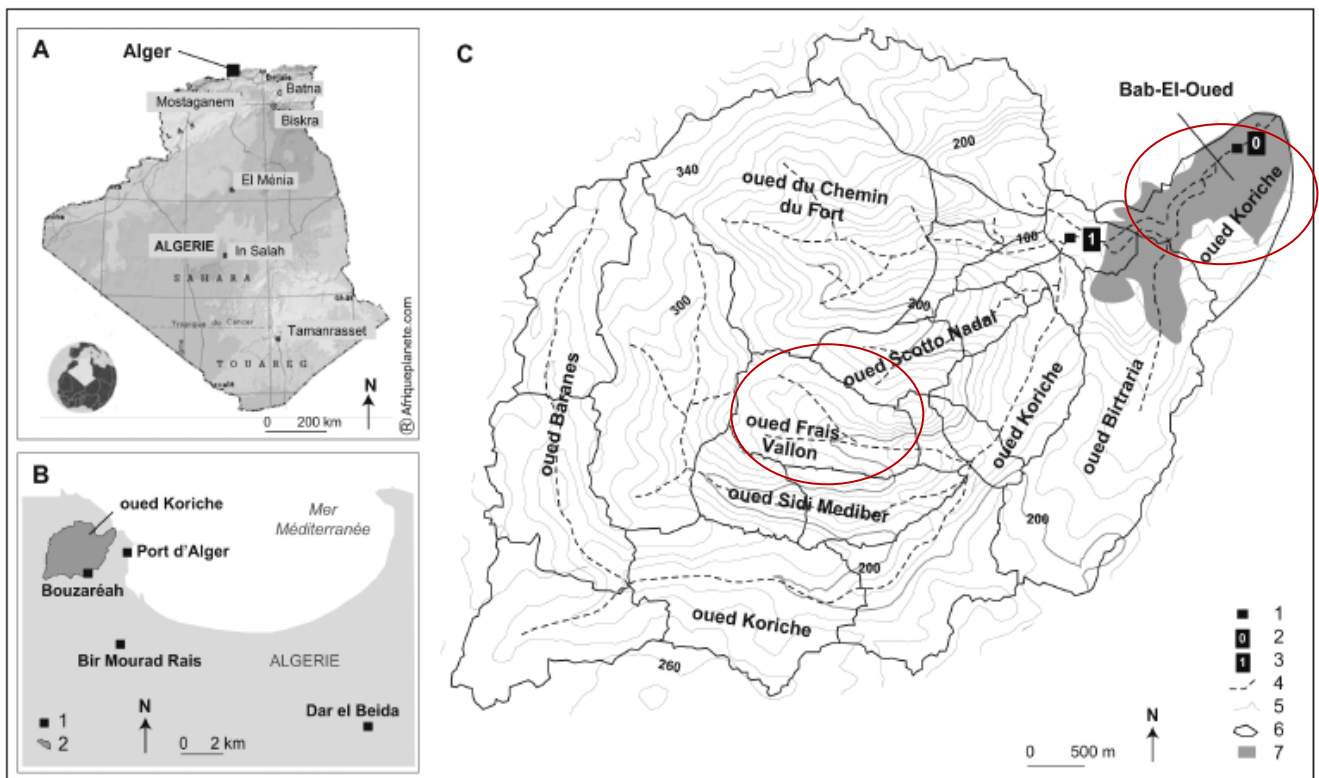 A
Alger
Batna
Mostaganem
Biskra
El Ménia
ALGERIE
In Salah
SAHARA
Tropique du Cancer
Tamanrasset
TOUAREG
N
0 200 km
® Afriqueplanete.com
B
oued Koriche
Mer
Méditerranée
Port d'Alger
Bouzaréah
Bir Mourad Rais
ALGERIE
Dar el Beida
N
1
2
0 2 km
C
Bab-El-Oued
200
0
340
oued du Chemin
du Fort
oued Koriche
100
1
300
200
oued Scotto Nadal
oued Baranes
oued Frais
Vallon
oued Koriche
oued Birtraria
oued Sidi Mediber
200
200
oued Koriche
260
1
0 2
1 3
4
5
6
7
N
0 500 m